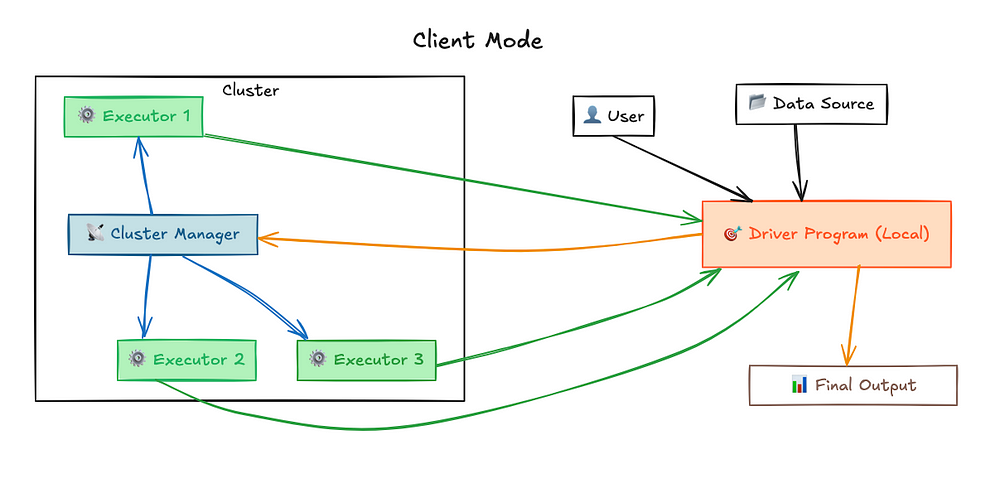 Client Mode
Cluster
Executor 1
User
Data Source
Cluster Manager
Driver Program (Local)
Executor 2
Executor 3
Final Output